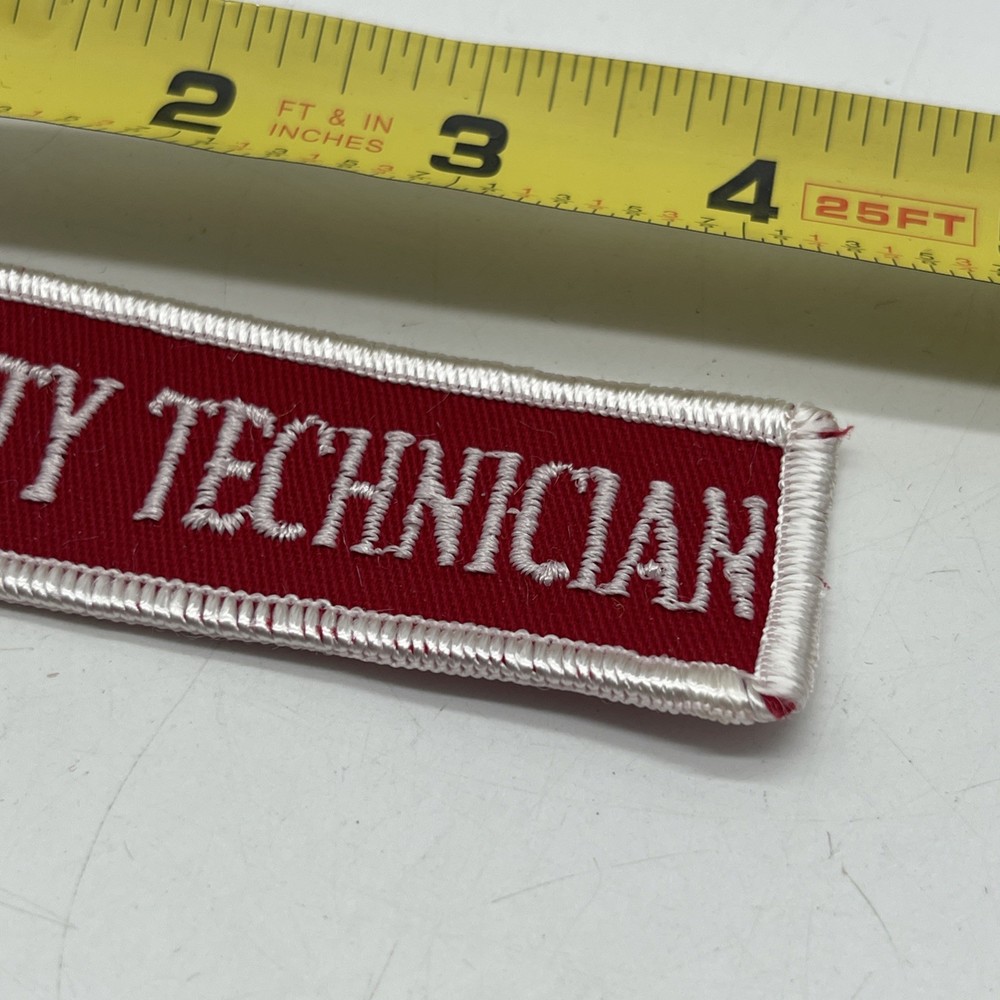 2 FT & IN INCHES 3 4 25FT
TY TECHNICIAN